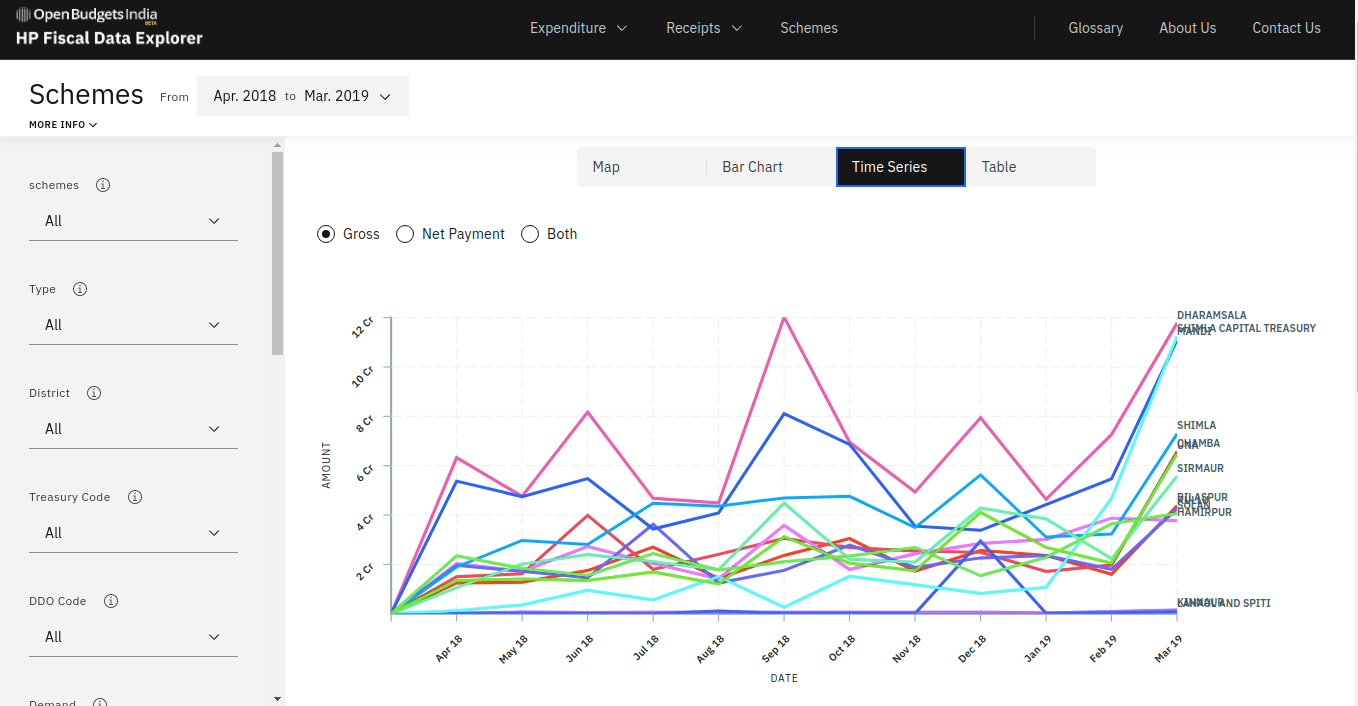 OpenBudgetsIndia
BETA
HP Fiscal Data Explorer
Expenditure
Receipts
Schemes
Glossary
About Us
Contact Us
Schemes
From
Apr. 2018 to Mar. 2019
MORE INFO
schemes
All
Type
All
District
All
Treasury Code
All
DDO Code
All
Demand
Map
Bar Chart
Time Series
Table
Gross
Net Payment
Both
12 Cr
10 Cr
8 Cr
6 Cr
4 Cr
2 Cr
AMOUNT
DHARAMSALA
SHIMLA CAPITAL TREASURY
MANDI
SHIMLA
CHAMBA
UNA
SIRMAUR
BILASPUR
SOLAN
HAMIRPUR
KINNAUR
LAHAUL AND SPITI
Apr 18
May 18
Jun 18
Jul 18
Aug 18
Sep 18
Oct 18
Nov 18
Dec 18
Jan 19
Feb 19
Mar 19
DATE